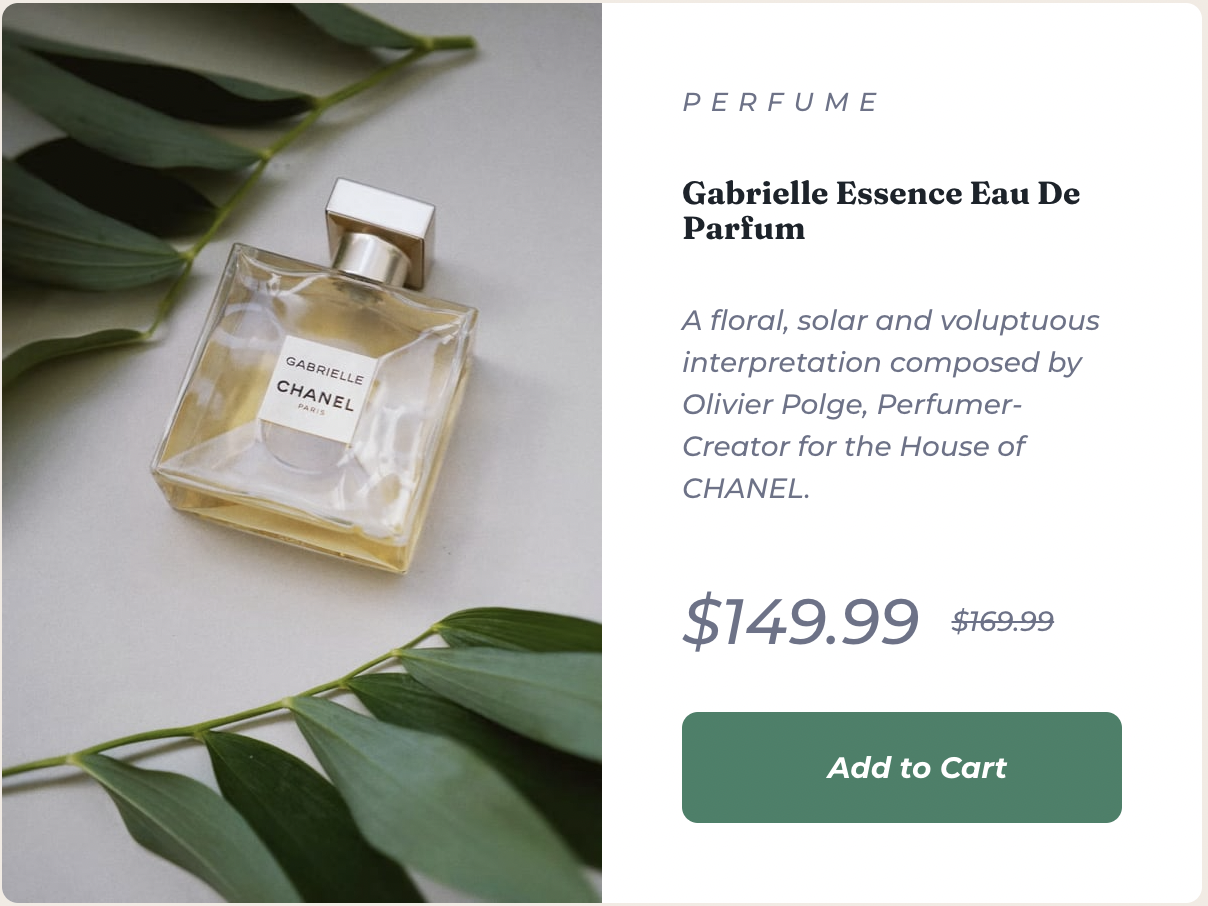 GABRIELLE
CHANEL
PARIS
PERFUME
Gabrielle Essence Eau De
Parfum
A floral, solar and voluptuous
interpretation composed by
Olivier Polge, Perfumer-
Creator for the House of
CHANEL.
$149.99 $169.99
Add to Cart